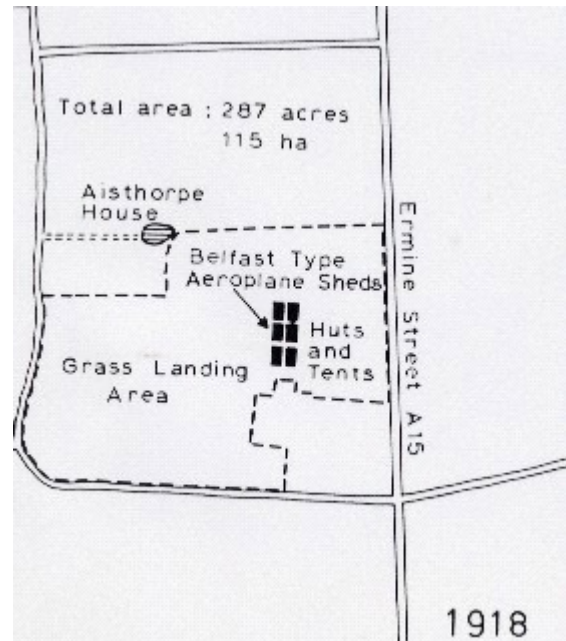 Total area : 287 acres
115 ha
Aisthorpe
House
Belfast Type
Aeroplane Sheds
Huts
and
Tents
Grass Landing
Area
Ermine Street A15
1918